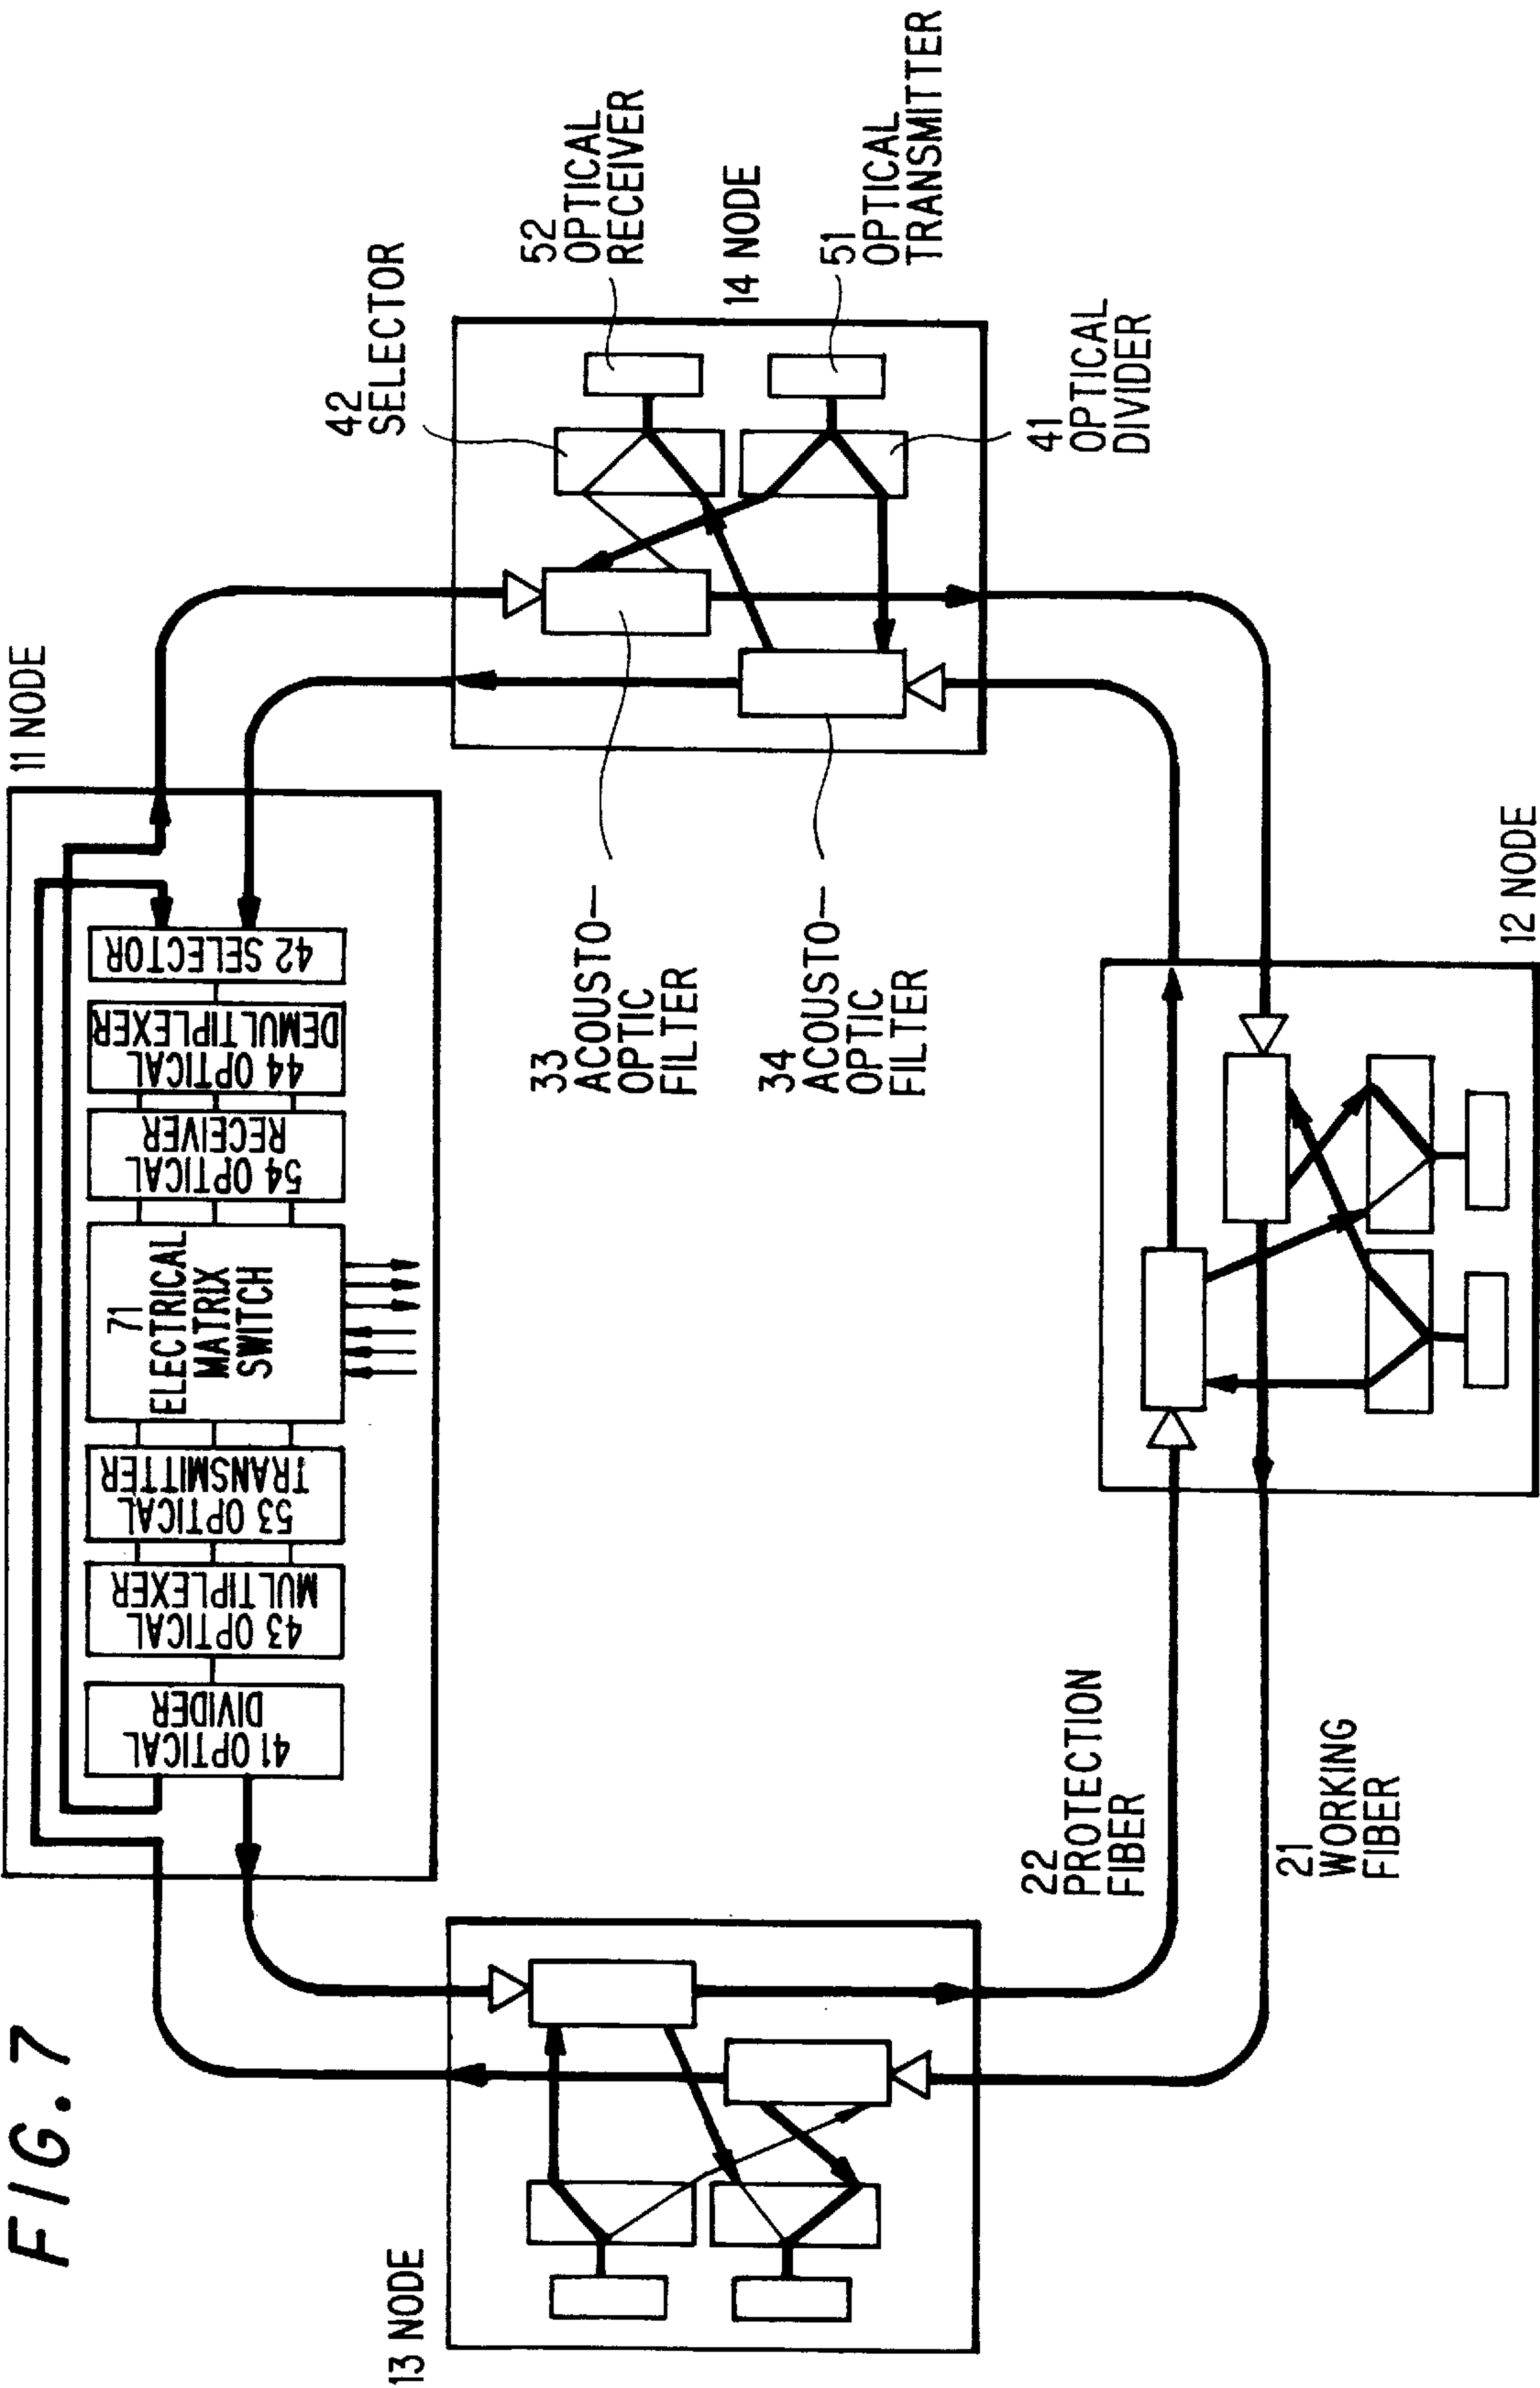 FIG. 7
11 NODE
41 OPTICAL
DIVIDER
43 OPTICAL
MULTIPLEXER
53 OPTICAL
TRANSMITTER
71
ELECTRICAL
MATRIX
SWITCH
54 OPTICAL
RECEIVER
44 OPTICAL
DEMULTIPLEXER
42 SELECTOR
13 NODE
42
SELECTOR
52
OPTICAL
RECEIVER
14 NODE
51
OPTICAL
TRANSMITTER
41
OPTICAL
DIVIDER
33
ACOUSTO-
OPTIC
FILTER
34
ACOUSTO-
OPTIC
FILTER
22
PROTECTION
FIBER
21
WORKING
FIBER
12 NODE